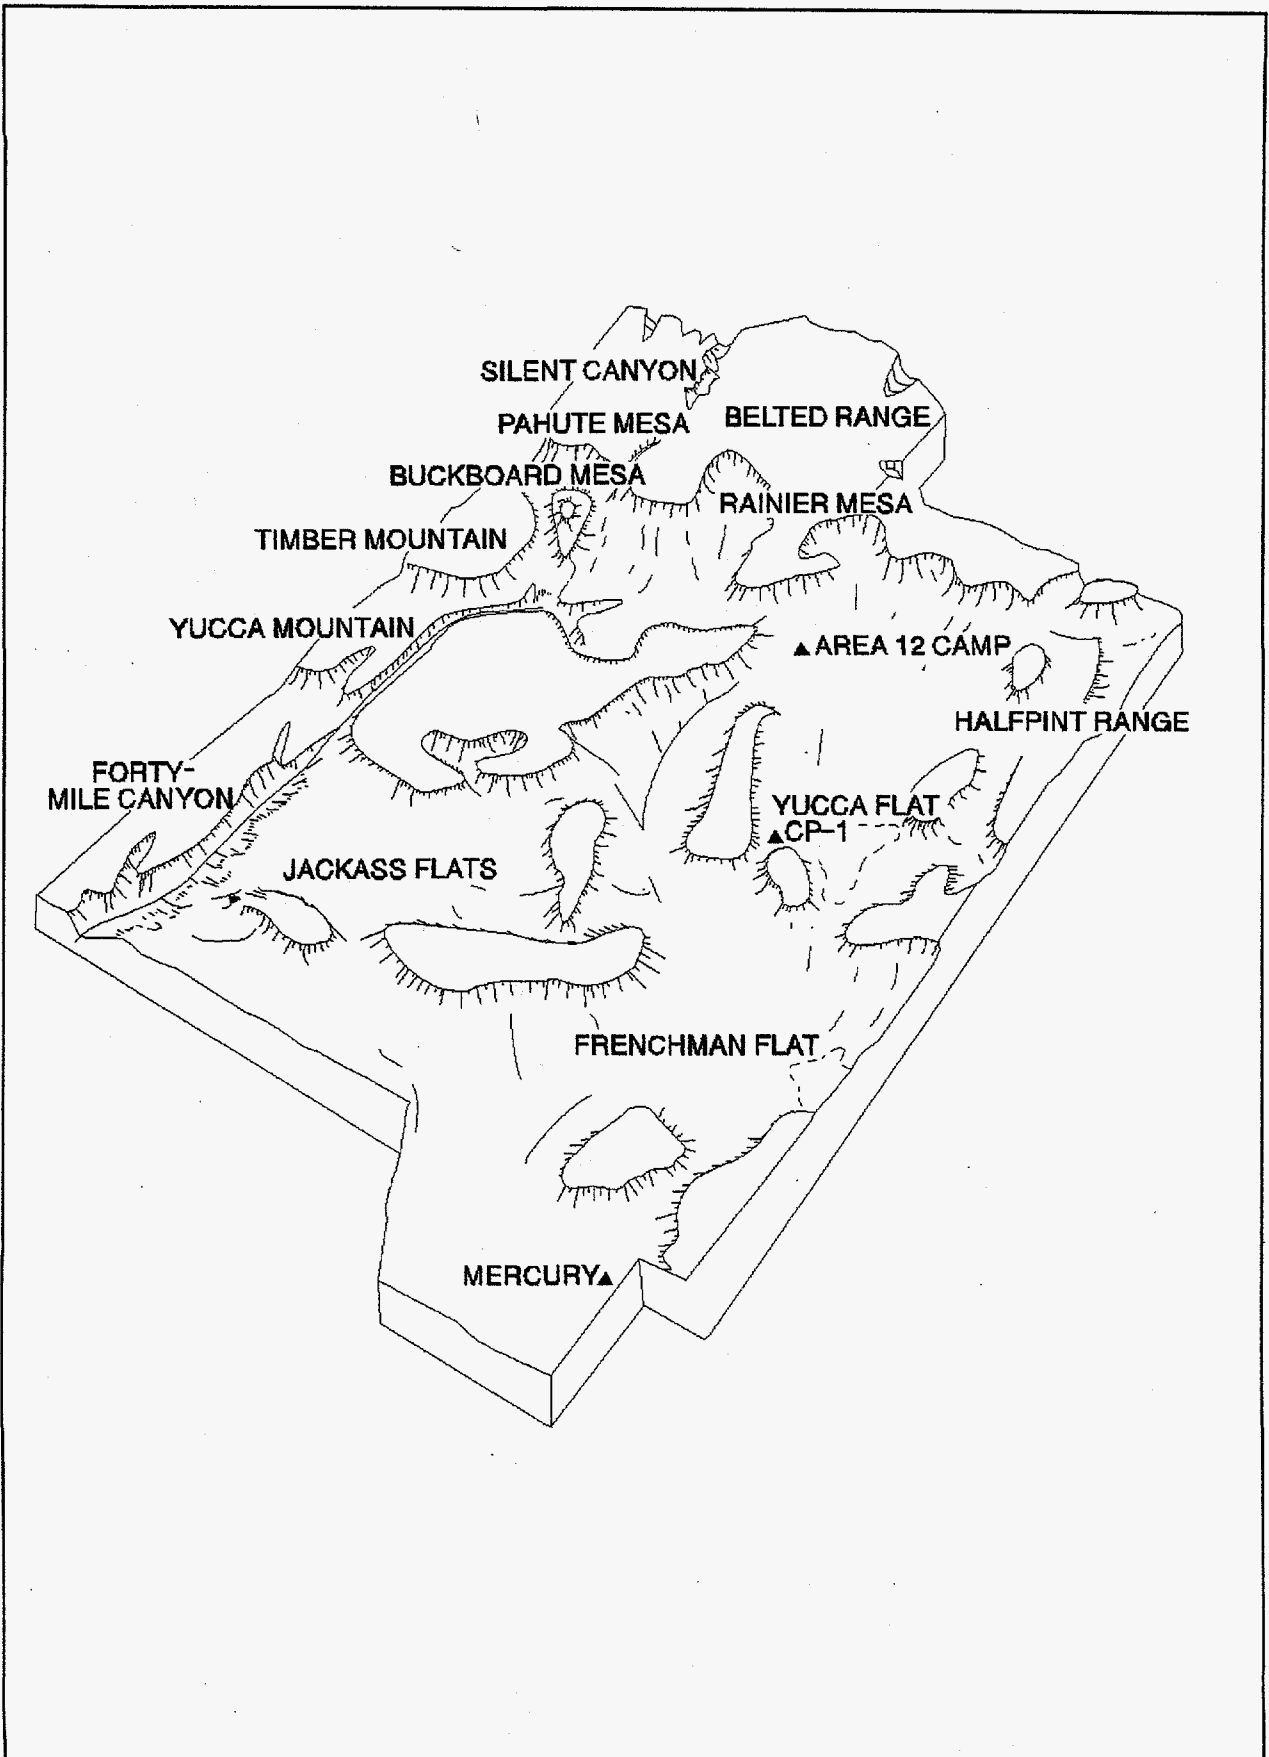 SILENT CANYON
PAHUTE MESA
BELTED RANGE
BUCKBOARD MESA
RAINIER MESA
TIMBER MOUNTAIN
YUCCA MOUNTAIN
▲AREA 12 CAMP
HALFPINT RANGE
FORTY-
MILE CANYON
YUCCA FLAT
▲CP-1
JACKASS FLATS
FRENCHMAN FLAT
MERCURY▲